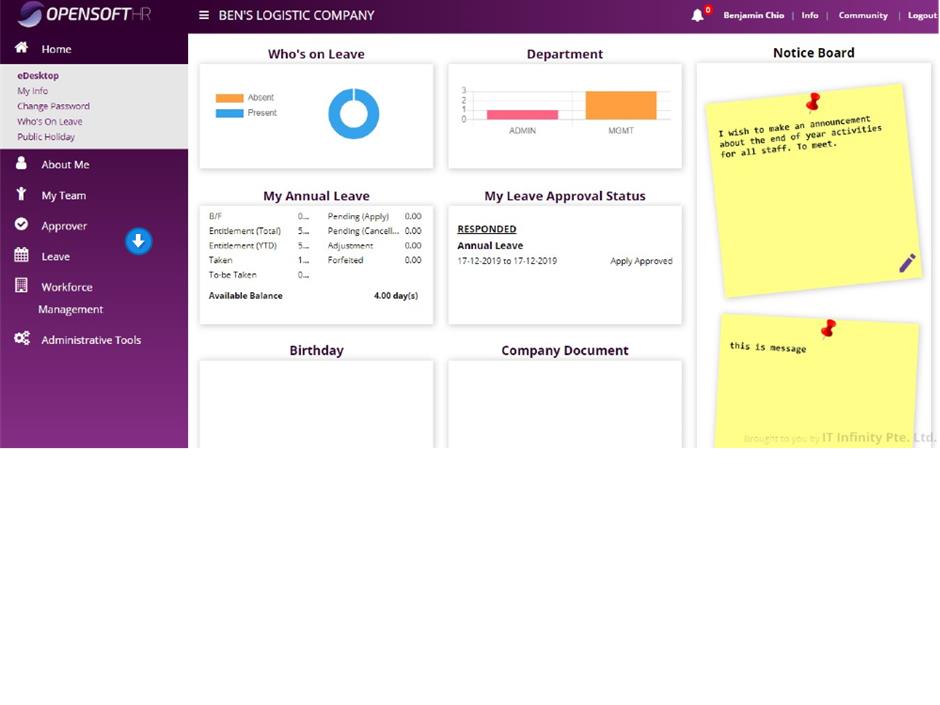 OPENSOFTHR
BEN'S LOGISTIC COMPANY
0
Benjamin Chio | Info | Community | Logout
Home
eDesktop
My Info
Change Password
Who's On Leave
Public Holiday
About Me
My Team
Approver
Leave
Workforce
Management
Administrative Tools
Who's on Leave
Absent
Present
Department
3
2
1
0
ADMIN MGMT
My Annual Leave
B/F 0... Pending (Apply) 0.00
Entitlement (Total) 5... Pending (Cancell... 0.00
Entitlement (YTD) 5... Adjustment 0.00
Taken 1... Forfeited 0.00
To-be Taken 0...
Available Balance 4.00 day(s)
My Leave Approval Status
RESPONDED
Annual Leave
17-12-2019 to 17-12-2019 Apply Approved
Birthday
Company Document
Notice Board
I wish to make an announcement
about the end of year activities
for all staff. To meet.
this is message
Brought to you by IT Infinity Pte. Ltd.